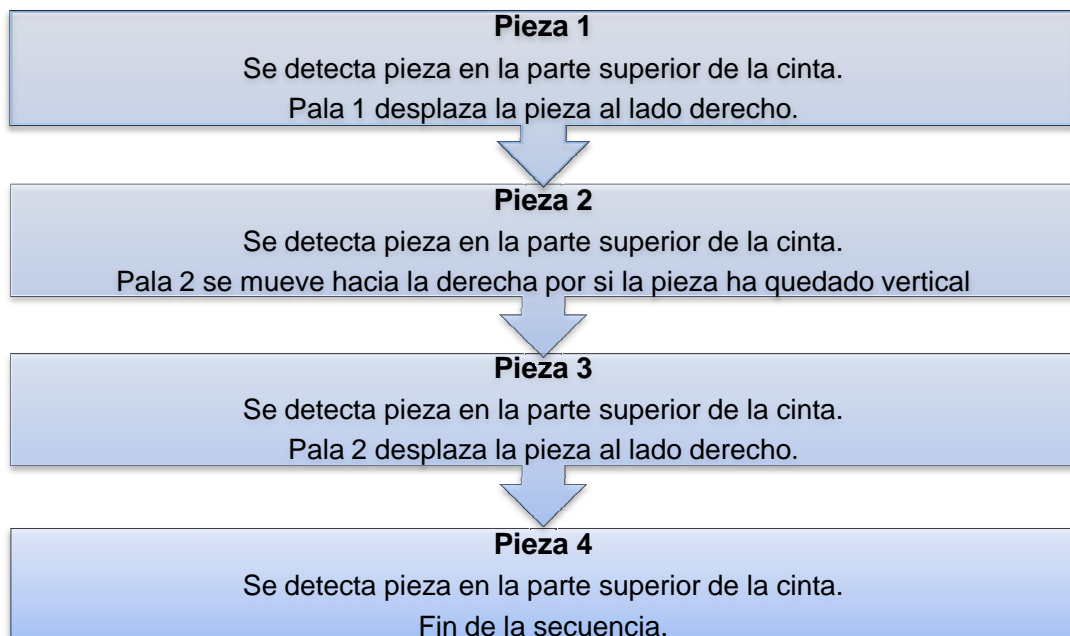 Pieza 1
Se detecta pieza en la parte superior de la cinta.
Pala 1 desplaza la pieza al lado derecho.
Pieza 2
Se detecta pieza en la parte superior de la cinta.
Pala 2 se mueve hacia la derecha por si la pieza ha quedado vertical
Pieza 3
Se detecta pieza en la parte superior de la cinta.
Pala 2 desplaza la pieza al lado derecho.
Pieza 4
Se detecta pieza en la parte superior de la cinta.
Fin de la secuencia.